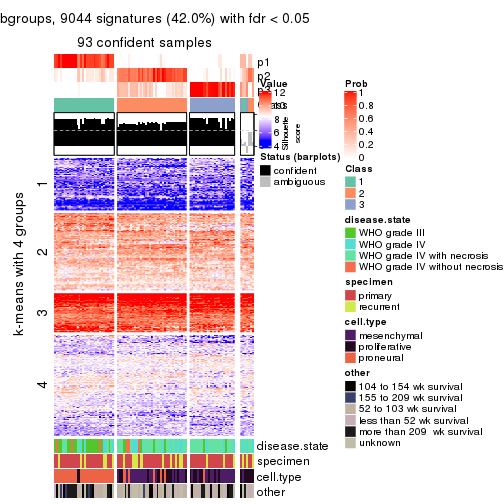 bgroups, 9044 signatures (42.0%) with fdr < 0.05
93 confident samples
p1
p2
Value
12
10
8
6
4
Silhouette
score
Status (barplots)
confident
ambiguous
Prob
1
0.8
0.6
0.4
0.2
0
Class
1
2
3
disease.state
WHO grade III
WHO grade IV
WHO grade IV with necrosis
WHO grade IV without necrosis
specimen
primary
recurrent
cell.type
mesenchymal
proliferative
proneural
other
104 to 154 wk survival
155 to 209 wk survival
52 to 103 wk survival
less than 52 wk survival
more than 209 wk survival
unknown
k-means with 4 groups
1
2
3
4
disease.state
specimen
cell.type
other